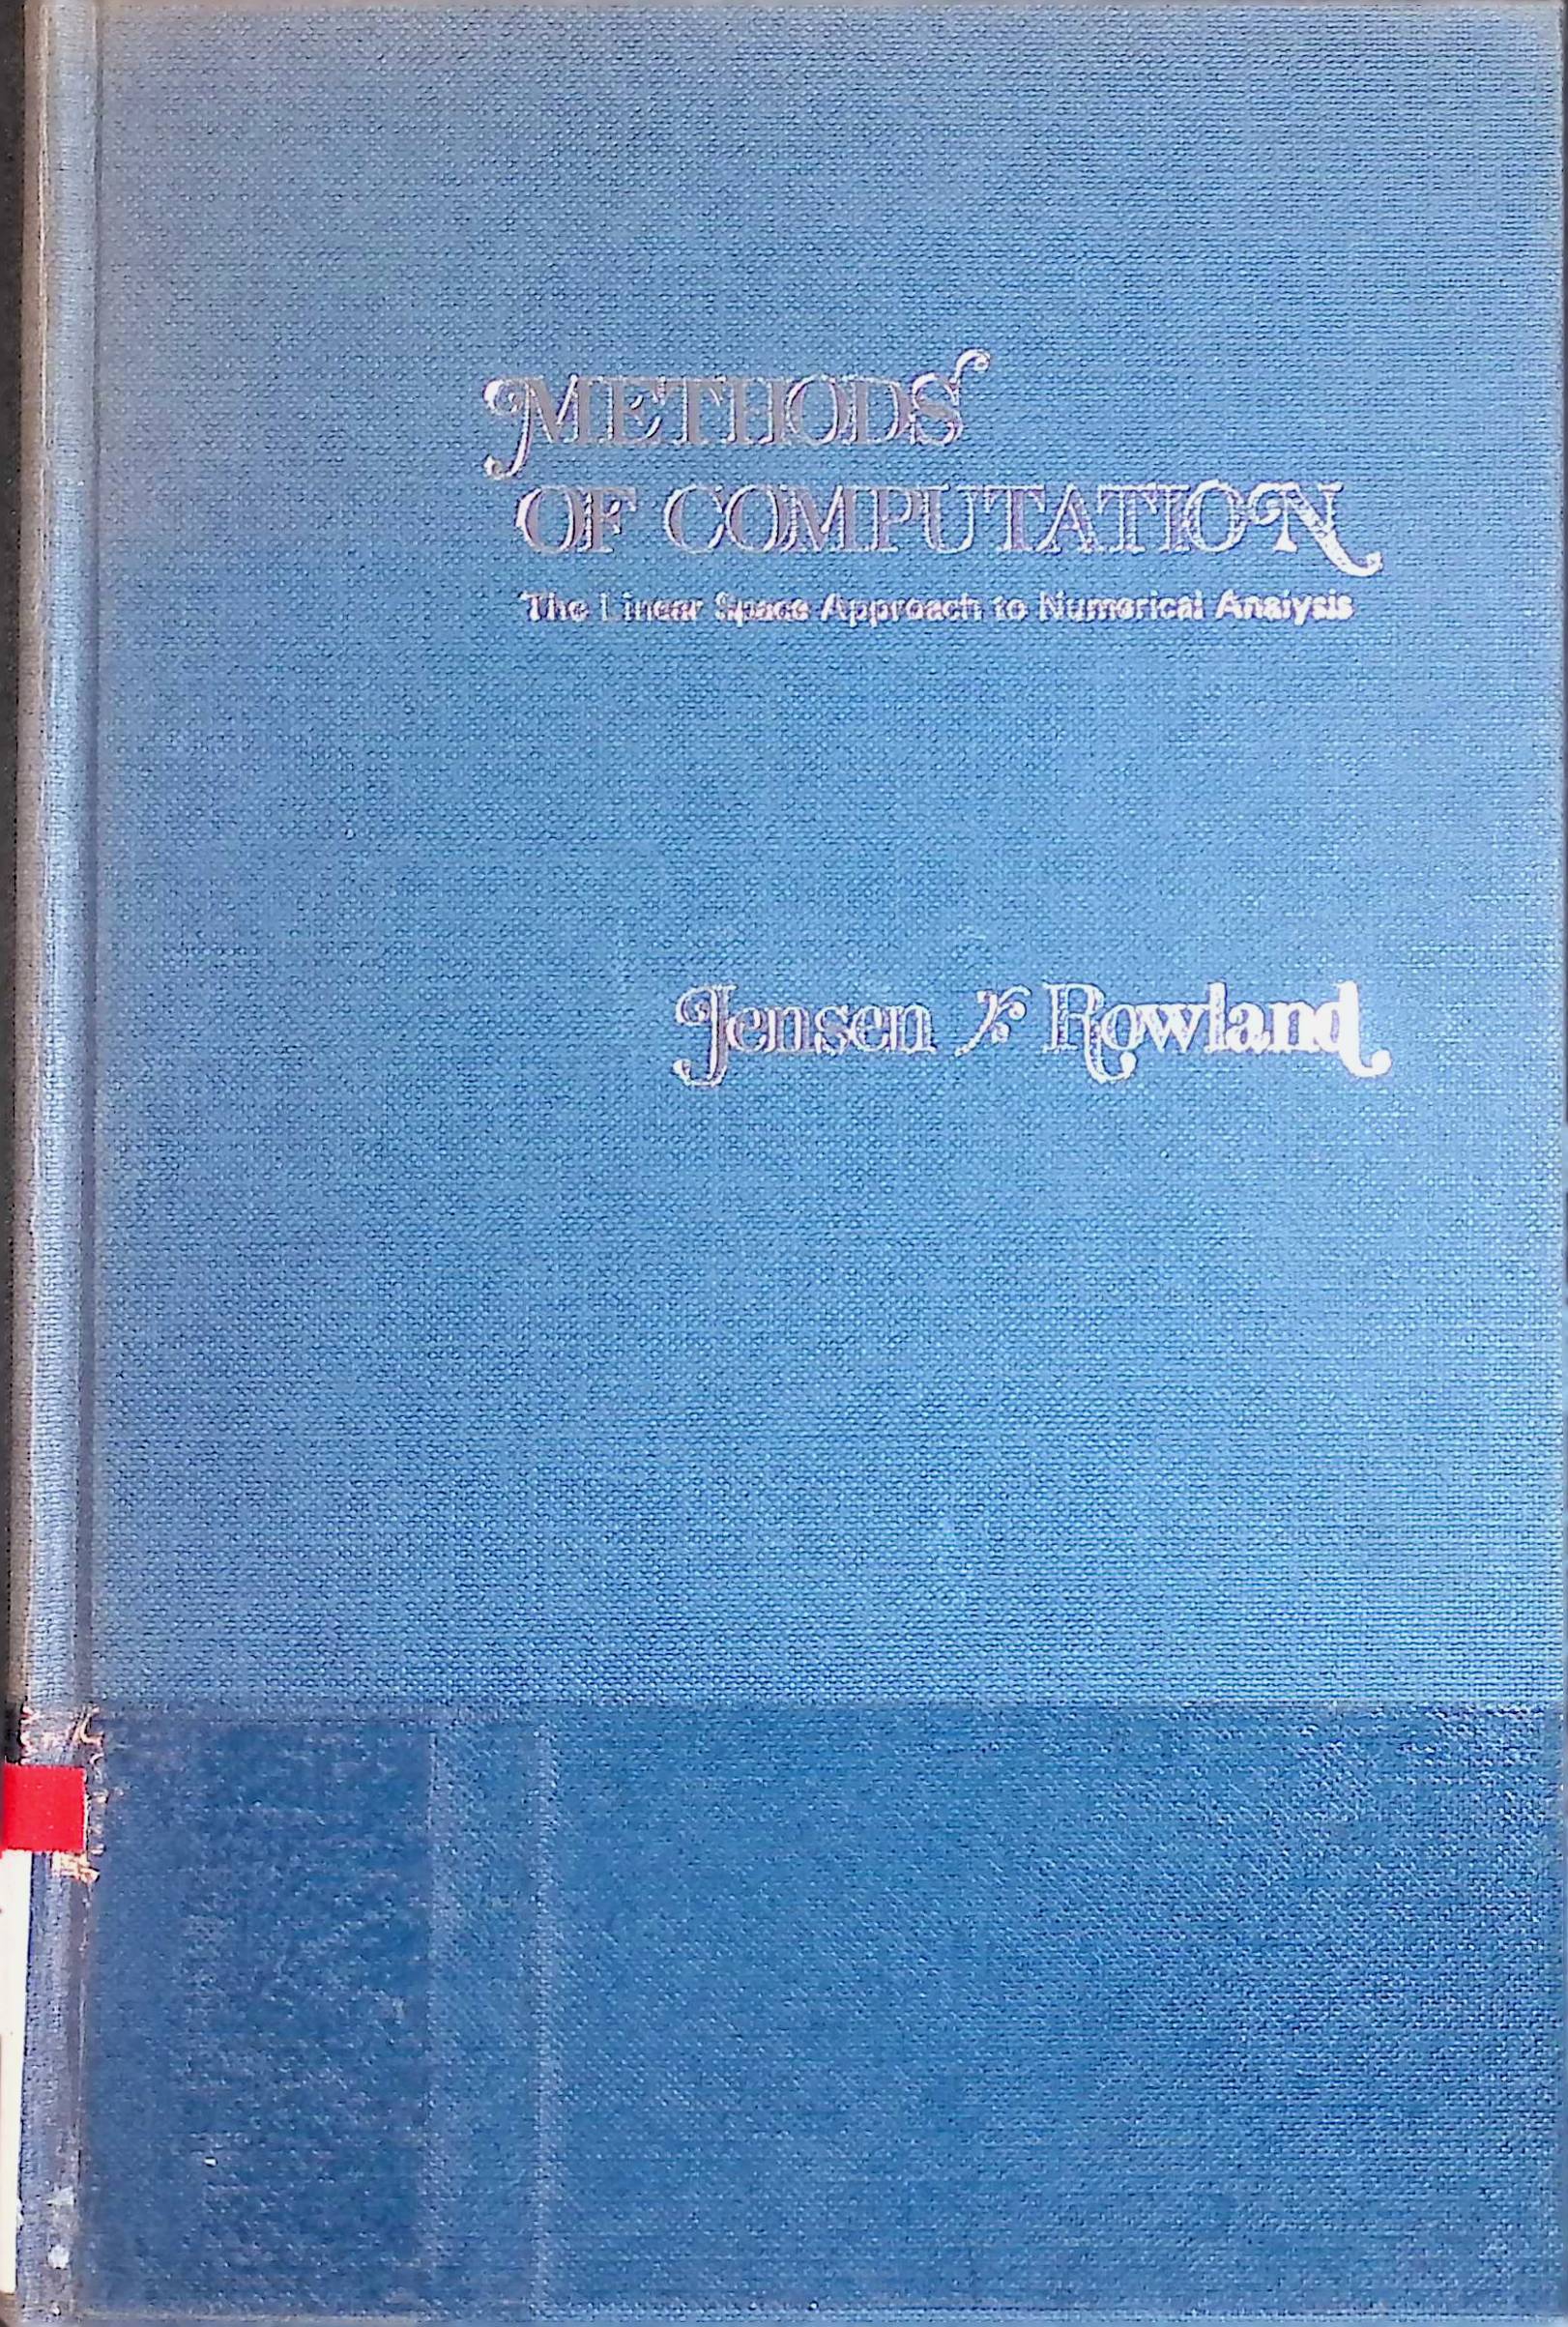 METHODS
OF COMPUTATION
The Linear Space Approach to Numerical Analysis
Jensen & Rowland